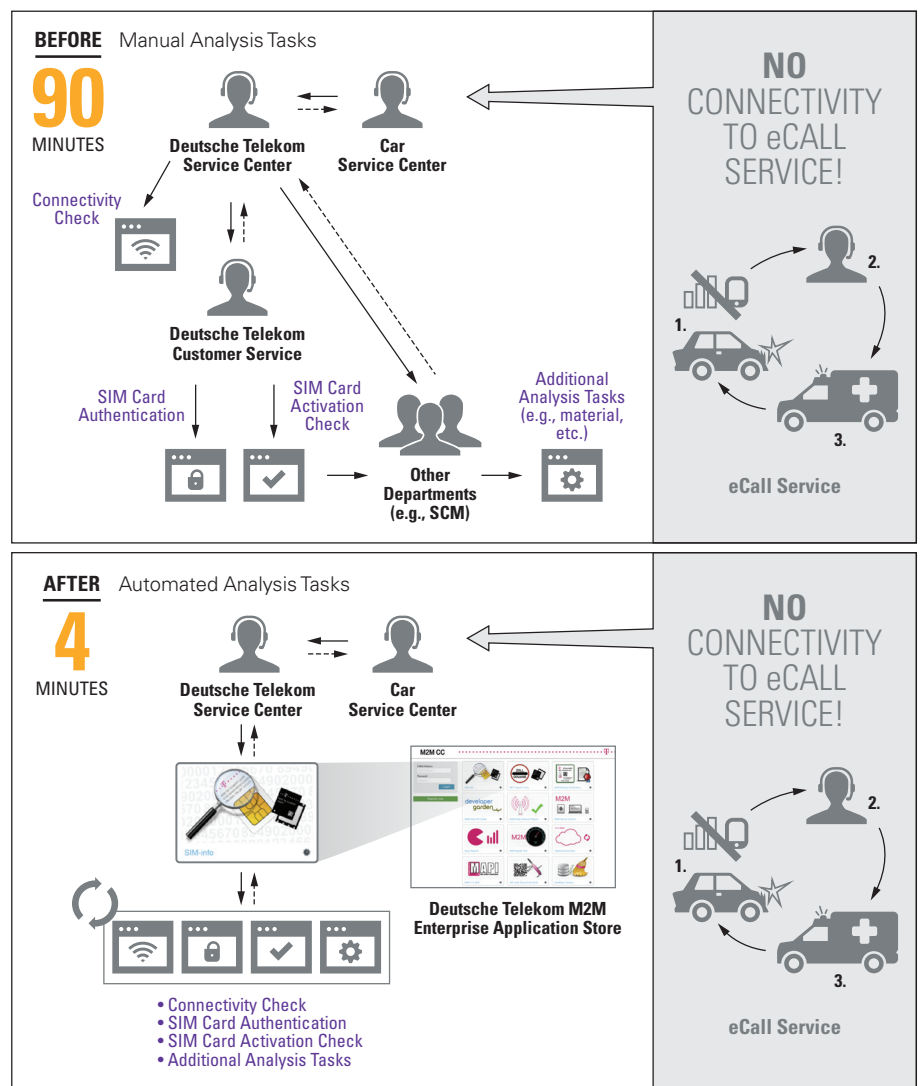 BEFORE Manual Analysis Tasks
90
MINUTES
Deutsche Telekom
Service Center
Car
Service Center
Connectivity
Check
Deutsche Telekom
Customer Service
SIM Card
Authentication
SIM Card
Activation
Check
Other
Departments
(e.g., SCM)
Additional
Analysis Tasks
(e.g., material,
etc.)
NO
CONNECTIVITY
TO eCALL
SERVICE!
1.
2.
3.
eCall Service
AFTER Automated Analysis Tasks
4
MINUTES
Deutsche Telekom
Service Center
Car
Service Center
SIM-info
M2M CC
developer
garden
M2M
M2M
MAPI
Deutsche Telekom M2M
Enterprise Application Store
• Connectivity Check
• SIM Card Authentication
• SIM Card Activation Check
• Additional Analysis Tasks
NO
CONNECTIVITY
TO eCALL
SERVICE!
1.
2.
3.
eCall Service